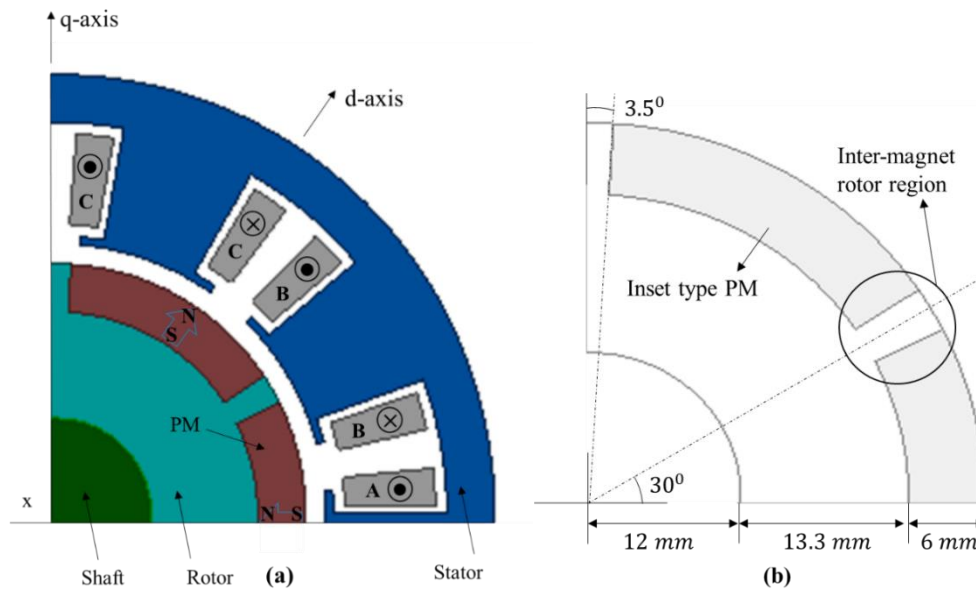 q-axis
d-axis
C
C
B
N
S
PM
B
A
N S
x
Shaft
Rotor
(a)
Stator
3.5⁰
Inter-magnet
rotor region
Inset type PM
30⁰
12 mm
13.3 mm
6 mm
(b)